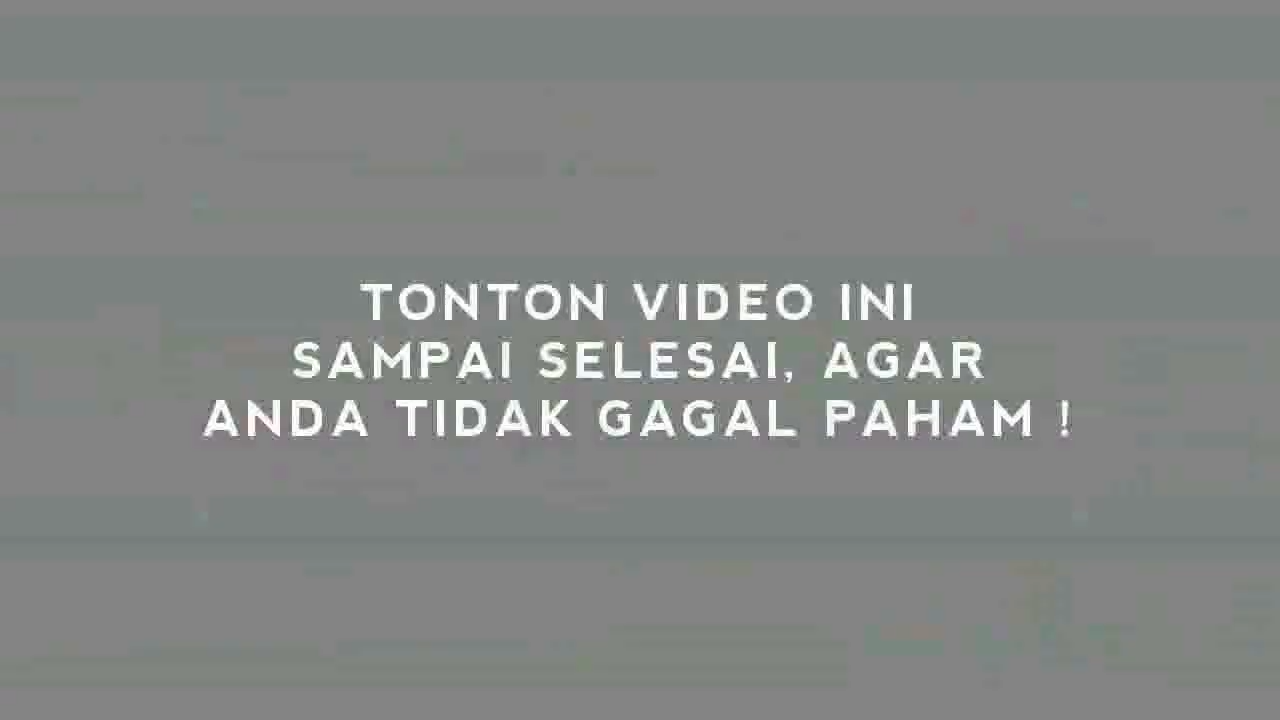 TONTON VIDEO INI
SAMPAI SELESAI, AGAR
ANDA TIDAK GAGAL PAHAM !